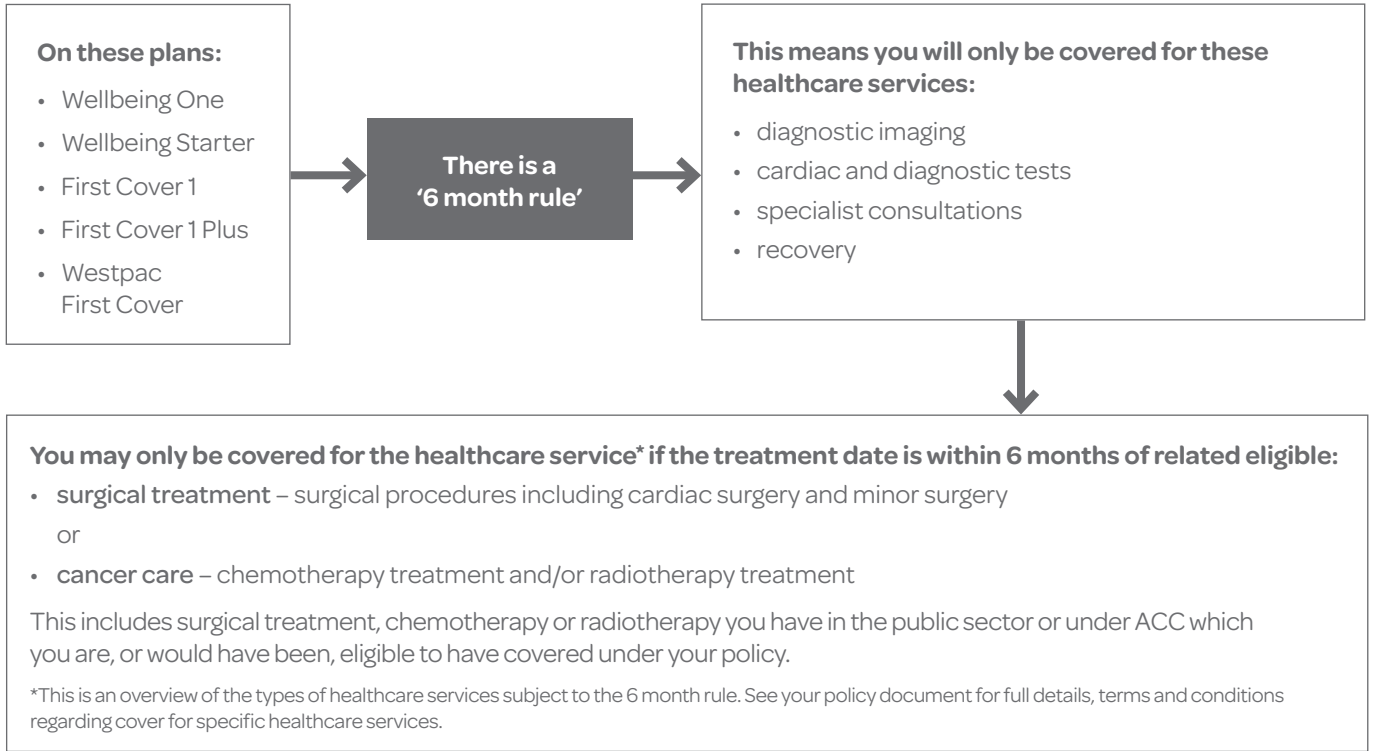 On these plans:
• Wellbeing One
• Wellbeing Starter
• First Cover 1
• First Cover 1 Plus
• Westpac
First Cover
There is a
‘6 month rule’
This means you will only be covered for these
healthcare services:
• diagnostic imaging
• cardiac and diagnostic tests
• specialist consultations
• recovery
You may only be covered for the healthcare service* if the treatment date is within 6 months of related eligible:
• surgical treatment – surgical procedures including cardiac surgery and minor surgery
or
• cancer care – chemotherapy treatment and/or radiotherapy treatment
This includes surgical treatment, chemotherapy or radiotherapy you have in the public sector or under ACC which
you are, or would have been, eligible to have covered under your policy.
*This is an overview of the types of healthcare services subject to the 6 month rule. See your policy document for full details, terms and conditions
regarding cover for specific healthcare services.